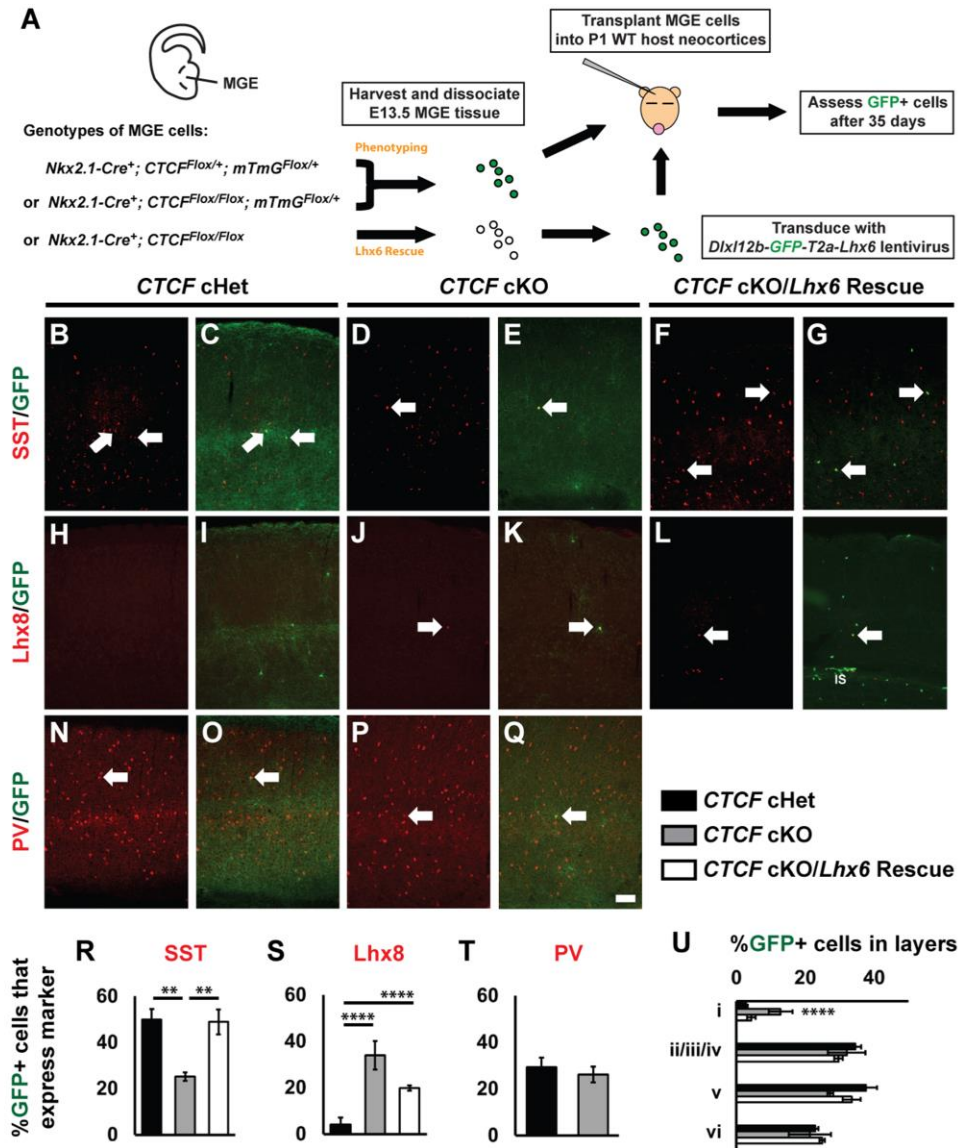 A
MGE
Genotypes of MGE cells:
Nkx2.1-Cre+; CTCFFlox/+; mTmGFlox/+
or Nkx2.1-Cre+; CTCFFlox/Flox; mTmGFlox/+
or Nkx2.1-Cre+; CTCFFlox/Flox
Harvest and dissociate
E13.5 MGE tissue
Phenotyping
Lhx6 Rescue
Transplant MGE cells
into P1 WT host neocortices
Assess GFP+ cells
after 35 days
Transduce with
DlxI12b-GFP-T2a-Lhx6 lentivirus
CTCF cHet
CTCF cKO
CTCF cKO/Lhx6 Rescue
SST/GFP
B
C
D
E
F
G
Lhx8/GFP
H
I
J
K
L
IS
PV/GFP
N
O
P
Q
CTCF cHet
CTCF cKO
CTCF cKO/Lhx6 Rescue
%GFP+ cells that
express marker
R
SST
60
40
20
0
**
**
S
Lhx8
60
40
20
0
****
****
T
PV
60
40
20
0
U
%GFP+ cells in layers
0 20 40
i
****
ii/iii/iv
v
vi